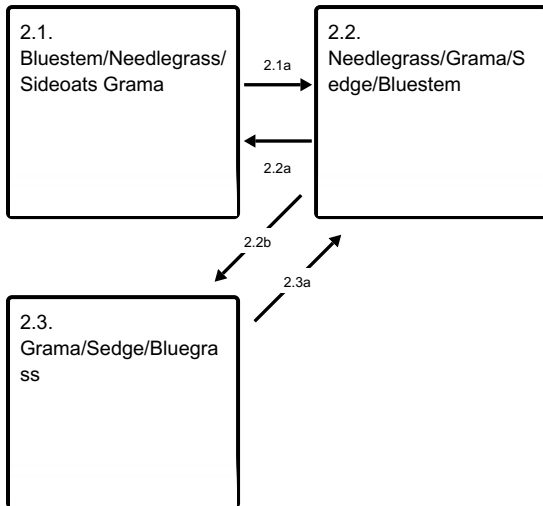 2.1.
Bluestem/Needlegrass/
Sideoats Grama
2.1a
2.2.
Needlegrass/Grama/S
edge/Bluestem
2.2a
2.2b
2.3a
2.3.
Grama/Sedge/Bluegra
ss